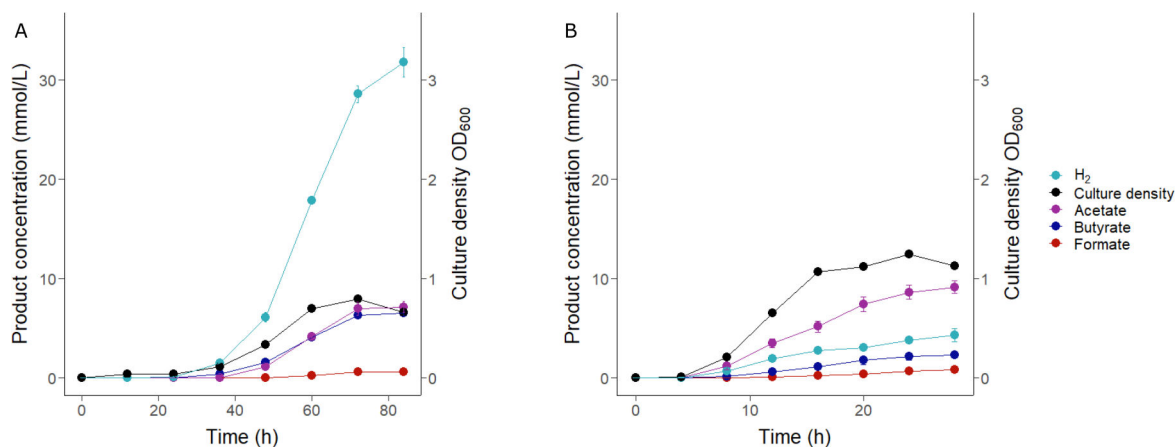 A
Product concentration (mmol/L)
30
20
10
0
3
2
1
0
Culture density OD600
0 20 40 60 80
Time (h)
B
Product concentration (mmol/L)
30
20
10
0
3
2
1
0
Culture density OD600
0 10 20
Time (h)
H2
Culture density
Acetate
Butyrate
Formate